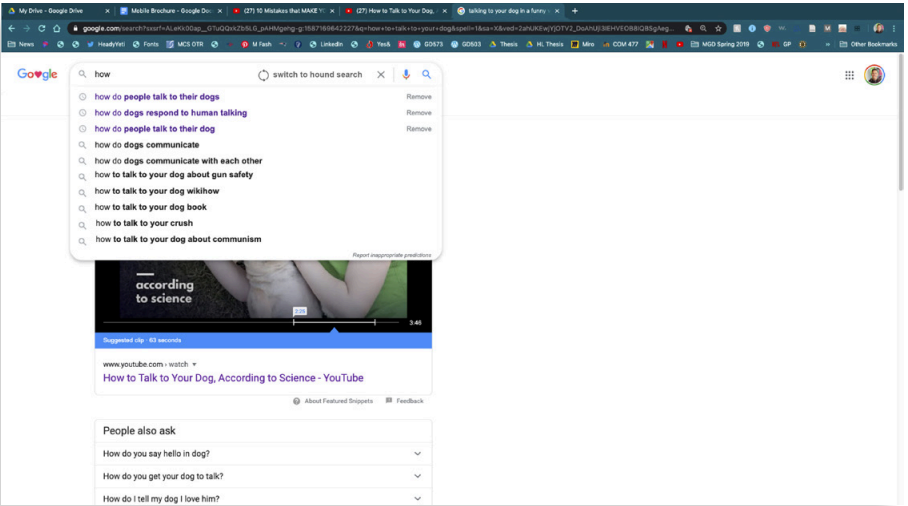 My Drive - Google Drive
Mobile Brochure - Google Doc
(27) 10 Mistakes that MAKE Y
(27) How to Talk to Your Dog,
talking to your dog in a funny
News
HeadyYeti
Fonts
MCS OTR
M Fash
LinkedIn
Yes&
GD573
GD503
Thesis
HL Thesis
Miro
COM 477
MGD Spring 2019
GP
Other Bookmarks
how
switch to hound search
how do people talk to their dogs
Remove
how do dogs respond to human talking
Remove
how do people talk to their dog
Remove
how do dogs communicate
how do dogs communicate with each other
how to talk to your dog about gun safety
how to talk to your dog wikihow
how to talk to your dog book
how to talk to your crush
how to talk to your dog about communism
Report inappropriate predictions
according
to science
2:25
3:46
Suggested clip · 63 seconds
www.youtube.com › watch
How to Talk to Your Dog, According to Science - YouTube
About Featured Snippets
Feedback
People also ask
How do you say hello in dog?
How do you get your dog to talk?
How do I tell my dog I love him?